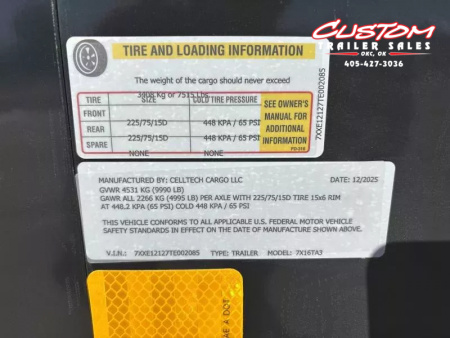 CUSTOM
TRAILER SALES
OKC, OK
405-427-3036
TIRE AND LOADING INFORMATION
The weight of the cargo should never exceed
3408 Kg or 7515 Lbs
TIRE SIZE COLD TIRE PRESSURE SEE OWNER'S MANUAL FOR ADDITIONAL INFORMATION
FRONT
225/75/15D 448 KPA / 65 PSI
REAR
225/75/15D 448 KPA / 65 PSI
SPARE
NONE NONE
7XXE12127TE002085
MANUFACTURED BY: CELLTECH CARGO LLC DATE: 12/2025
GVWR 4531 KG (9990 LB)
GAWR ALL 2266 KG (4995 LB) PER AXLE WITH 225/75/15D TIRE 15x6 RIM
AT 448.2 KPA (65 PSI) COLD 448 KPA / 65 PSI
THIS VEHICLE CONFORMS TO ALL APPLICABLE U.S. FEDERAL MOTOR VEHICLE
SAFETY STANDARDS IN EFFECT ON THE DATE OF MANUFACTURE SHOWN ABOVE.
V.I.N.: 7XXE12127TE002085 TYPE: TRAILER MODEL: 7X16TA3
AE A DOT